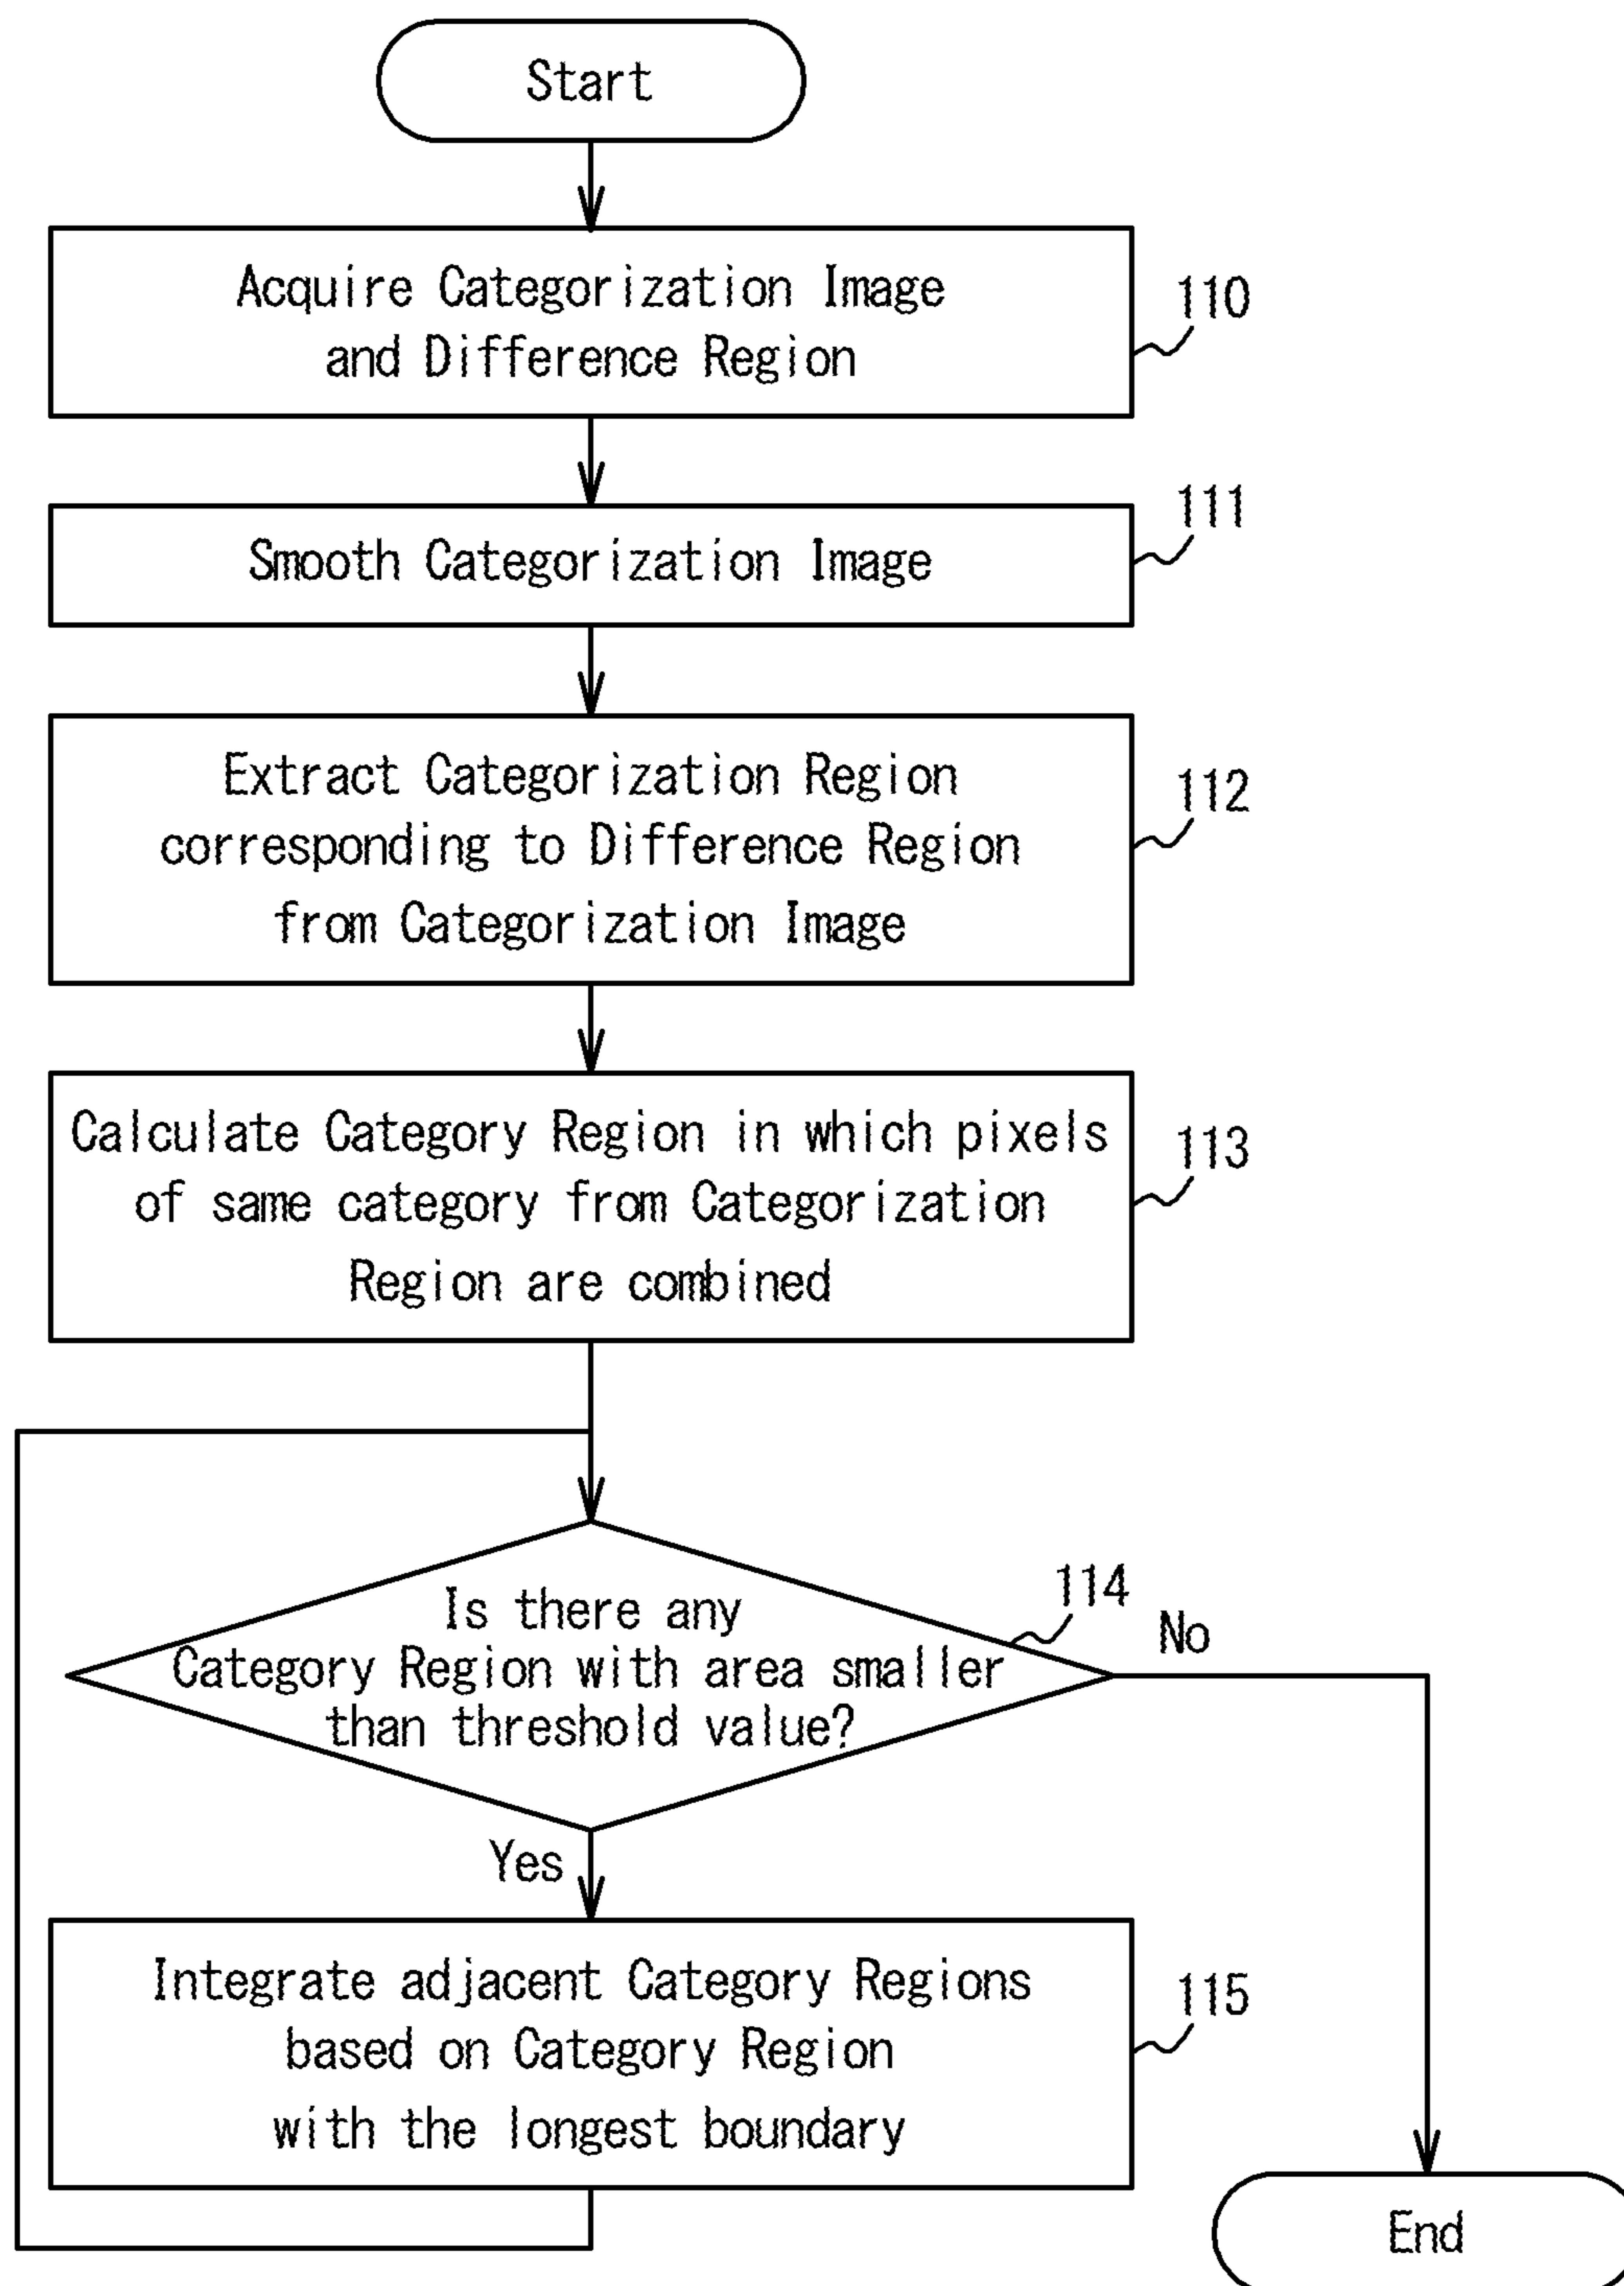 Start
Acquire Categorization Image
and Difference Region
110
Smooth Categorization Image
111
Extract Categorization Region
corresponding to Difference Region
from Categorization Image
112
Calculate Category Region in which pixels
of same category from Categorization
Region are combined
113
Is there any
Category Region with area smaller
than threshold value?
114
No
Yes
Integrate adjacent Category Regions
based on Category Region
with the longest boundary
115
End